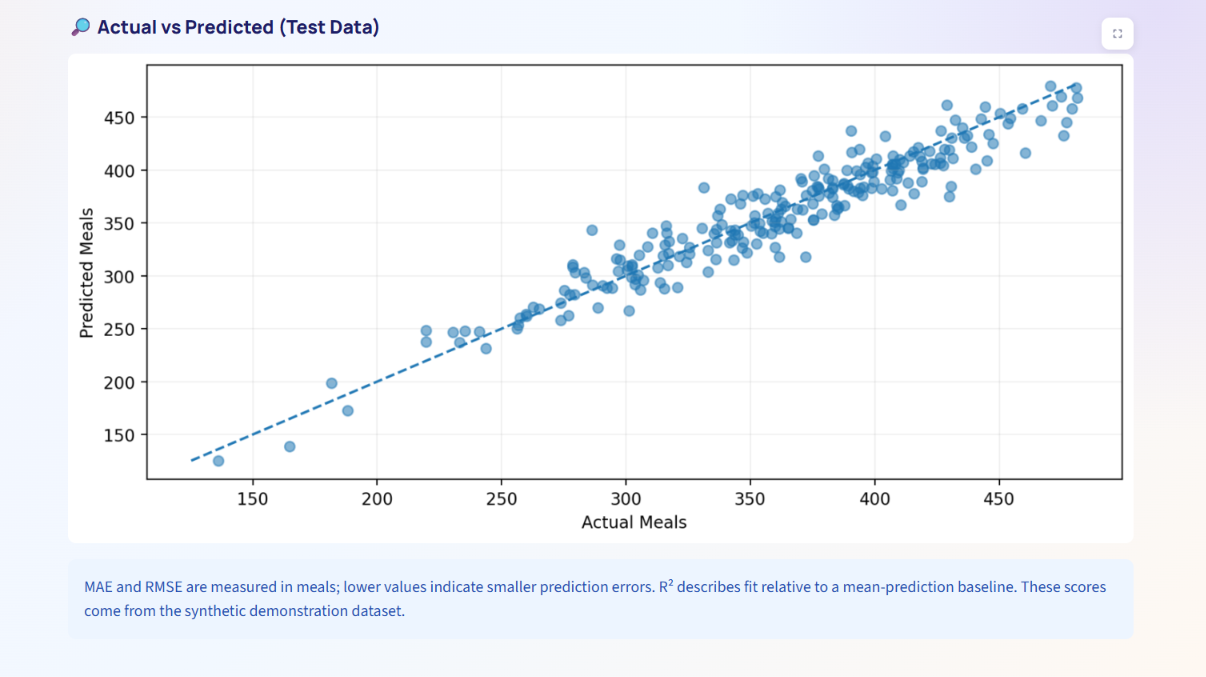 🔎 Actual vs Predicted (Test Data)
450
400
350
300
250
200
150
Predicted Meals
150 200 250 300 350 400 450
Actual Meals
MAE and RMSE are measured in meals; lower values indicate smaller prediction errors. R² describes fit relative to a mean-prediction baseline. These scores
come from the synthetic demonstration dataset.